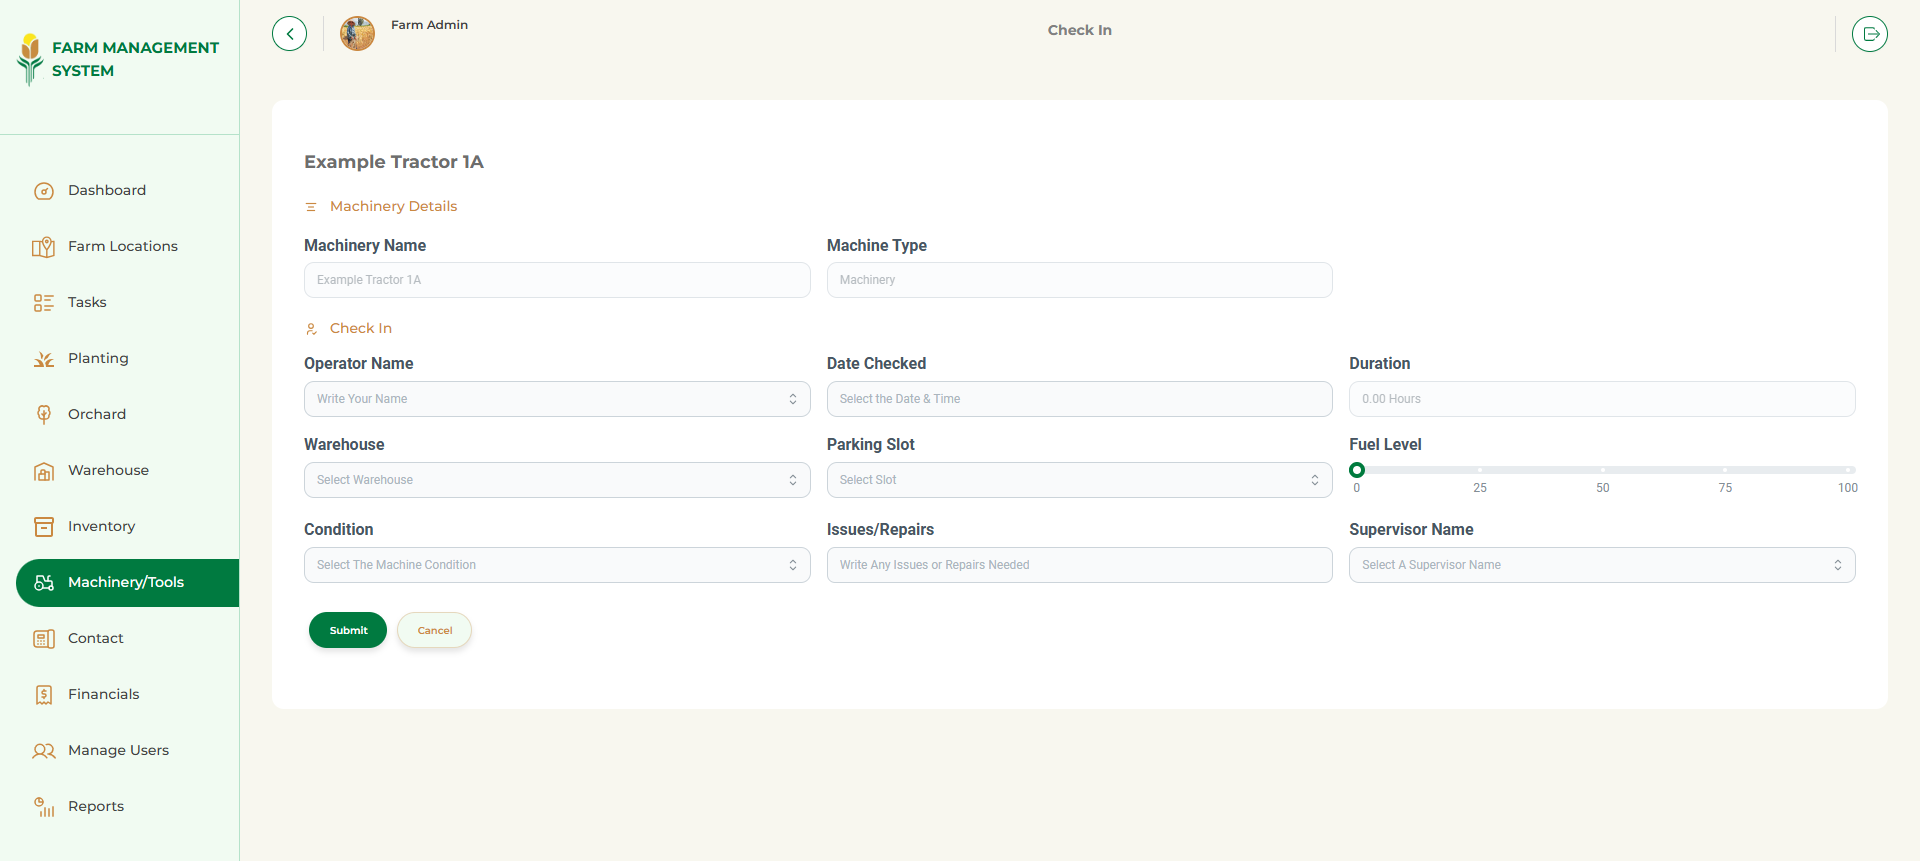 FARM MANAGEMENT
SYSTEM
Farm Admin
Check In
Dashboard
Farm Locations
Tasks
Planting
Orchard
Warehouse
Inventory
Machinery/Tools
Contact
Financials
Manage Users
Reports
Example Tractor 1A
Machinery Details
Machinery Name
Machine Type
Example Tractor 1A
Machinery
Check In
Operator Name
Date Checked
Duration
Write Your Name
Select the Date & Time
0.00 Hours
Warehouse
Parking Slot
Fuel Level
Select Warehouse
Select Slot
0 25 50 75 100
Condition
Issues/Repairs
Supervisor Name
Select The Machine Condition
Write Any Issues or Repairs Needed
Select A Supervisor Name
Submit
Cancel